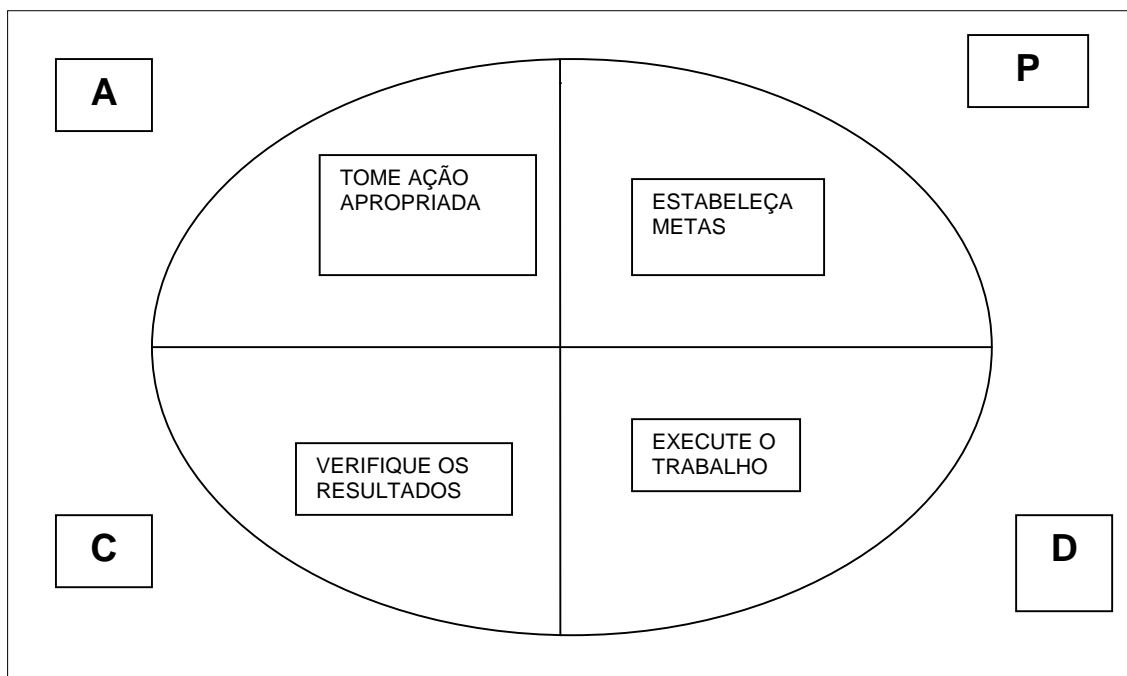 A
P
TOME AÇÃO
APROPRIADA
ESTABELEÇA
METAS
VERIFIQUE OS
RESULTADOS
EXECUTE O
TRABALHO
C
D